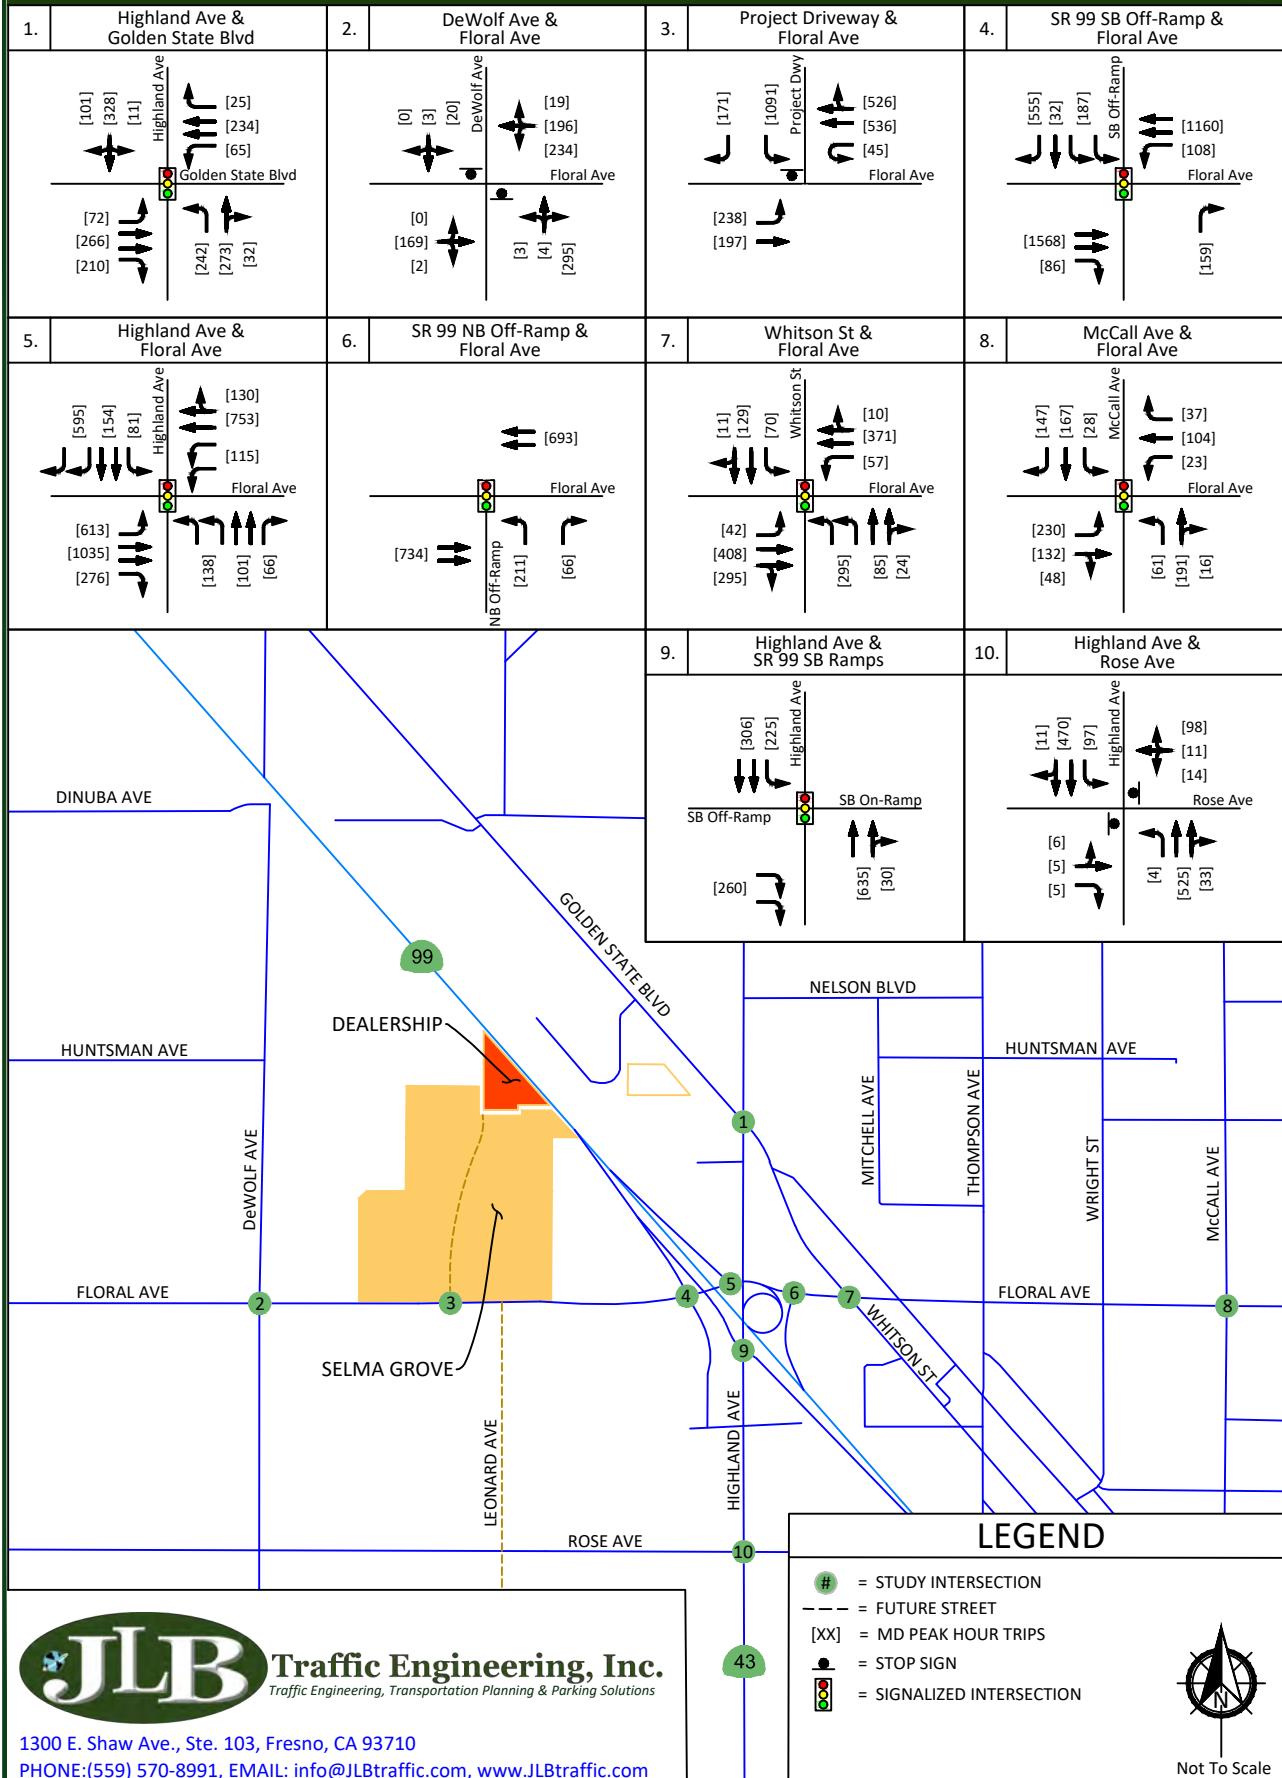 1.
Highland Ave &
Golden State Blvd
[101]
[328]
[11]
Highland Ave
[25]
[234]
[65]
Golden State Blvd
[72]
[266]
[210]
[242]
[273]
[32]
2.
DeWolf Ave &
Floral Ave
[0]
[3]
[20]
DeWolf Ave
[19]
[196]
[234]
Floral Ave
[0]
[169]
[2]
[3]
[4]
[295]
3.
Project Driveway &
Floral Ave
[171]
[1091]
Project Dwy
[526]
[536]
[45]
Floral Ave
[238]
[197]
4.
SR 99 SB Off-Ramp &
Floral Ave
[555]
[32]
[187]
SB Off-Ramp
[1160]
[108]
Floral Ave
[1568]
[86]
[159]
5.
Highland Ave &
Floral Ave
[595]
[154]
[81]
Highland Ave
[130]
[753]
[115]
Floral Ave
[613]
[1035]
[276]
[138]
[101]
[66]
6.
SR 99 NB Off-Ramp &
Floral Ave
[693]
Floral Ave
[734]
NB Off-Ramp
[211]
[66]
7.
Whitson St &
Floral Ave
[11]
[129]
[70]
Whitson St
[10]
[371]
[57]
Floral Ave
[42]
[408]
[295]
[295]
[85]
[24]
8.
McCall Ave &
Floral Ave
[147]
[167]
[28]
McCall Ave
[37]
[104]
[23]
Floral Ave
[230]
[132]
[48]
[61]
[191]
[16]
9.
Highland Ave &
SR 99 SB Ramps
[306]
[225]
Highland Ave
SB On-Ramp
SB Off-Ramp
[260]
[635]
[30]
10.
Highland Ave &
Rose Ave
[11]
[470]
[97]
Highland Ave
[98]
[11]
[14]
Rose Ave
[6]
[5]
[5]
[4]
[525]
[33]
DINUBA AVE
99
GOLDEN STATE BLVD
NELSON BLVD
DEALERSHIP
HUNTSMAN AVE
HUNTSMAN AVE
MITCHELL AVE
THOMPSON AVE
WRIGHT ST
McCALL AVE
DeWOLF AVE
1
FLORAL AVE
2
3
4
5
6
7
FLORAL AVE
8
9
WHITSON ST
SELMA GROVE
HIGHLAND AVE
LEONARD AVE
ROSE AVE
10
43
LEGEND
# = STUDY INTERSECTION
= FUTURE STREET
[XX] = MD PEAK HOUR TRIPS
= STOP SIGN
= SIGNALIZED INTERSECTION
N
Not To Scale
JLB Traffic Engineering, Inc.
Traffic Engineering, Transportation Planning & Parking Solutions
1300 E. Shaw Ave., Ste. 103, Fresno, CA 93710
PHONE:(559) 570-8991, EMAIL: info@JLBtraffic.com, www.JLBtraffic.com